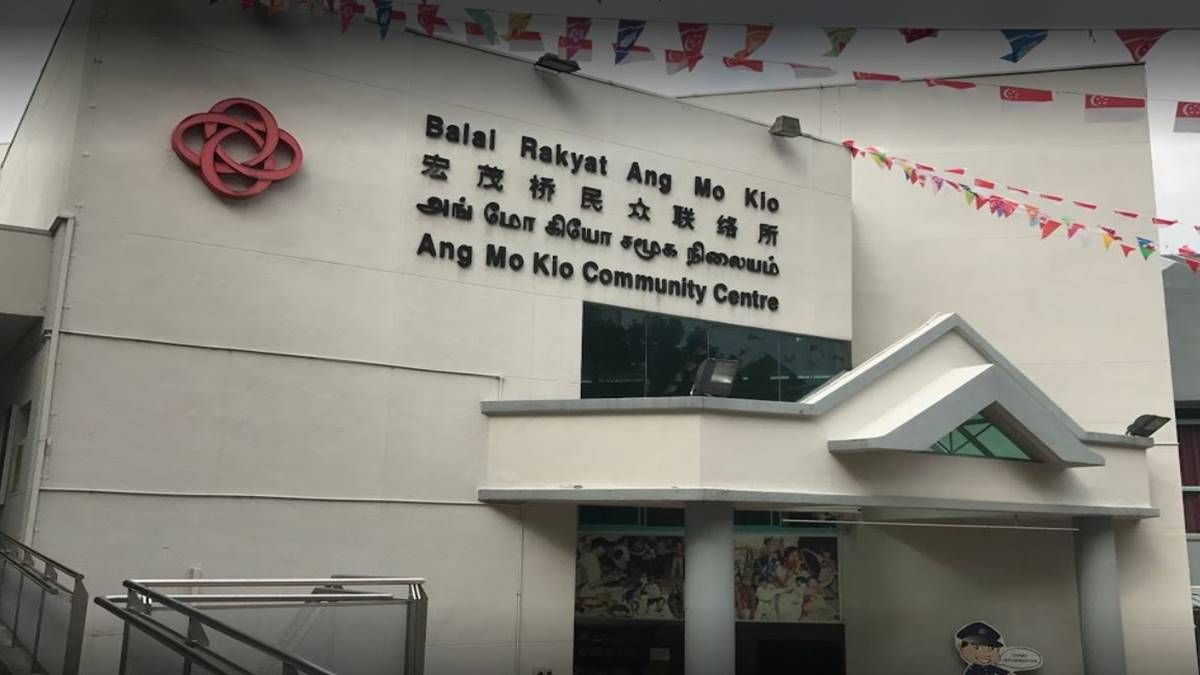 Balai Rakyat Ang Mo Kio
宏茂桥民众联络所
அங் மோ கியோ சமூக நிலையம்
Ang Mo Kio Community Centre